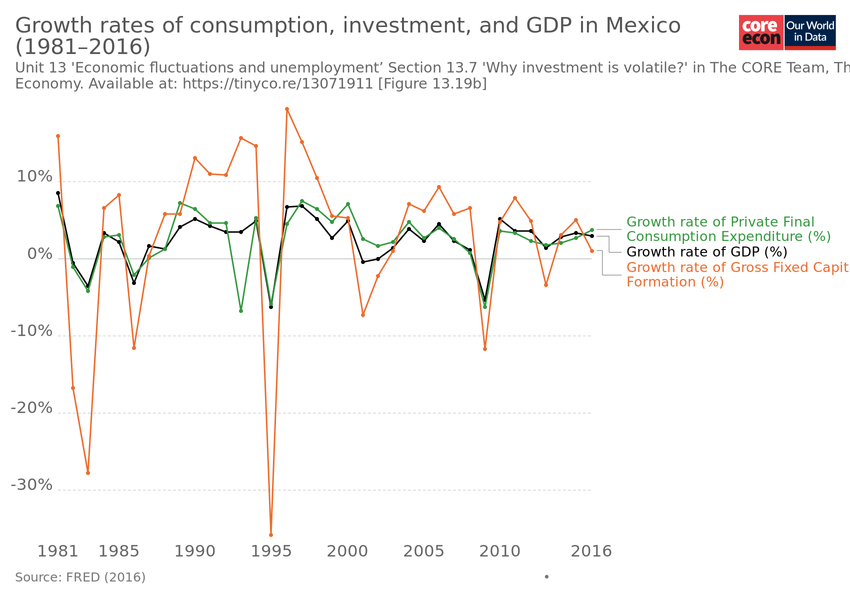 Growth rates of consumption, investment, and GDP in Mexico
(1981–2016)
core
econ
Our World
in Data
Unit 13 'Economic fluctuations and unemployment’ Section 13.7 'Why investment is volatile?' in The CORE Team, Th
Economy. Available at: https://tinyco.re/13071911 [Figure 13.19b]
10%
0%
-10%
-20%
-30%
Growth rate of Private Final
Consumption Expenditure (%)
Growth rate of GDP (%)
Growth rate of Gross Fixed Capit
Formation (%)
1981 1985 1990 1995 2000 2005 2010 2016
Source: FRED (2016)